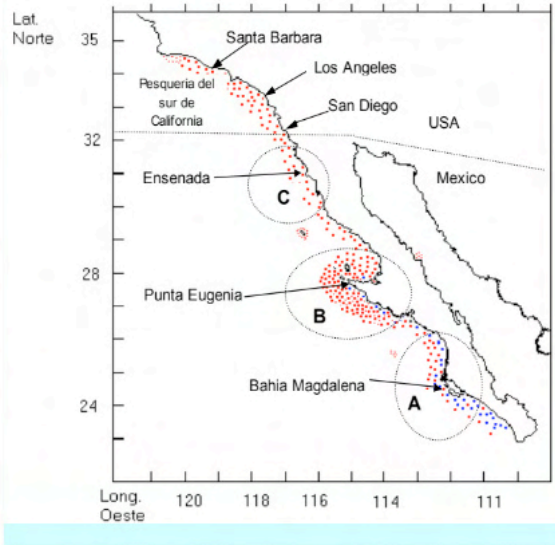 Lat.
Norte
35
32
28
24
Santa Barbara
Los Angeles
Pesqueria del
sur de
California
San Diego
USA
Ensenada
C
Mexico
Punta Eugenia
B
Bahia Magdalena
A
Long.
Oeste
120
118
116
114
111